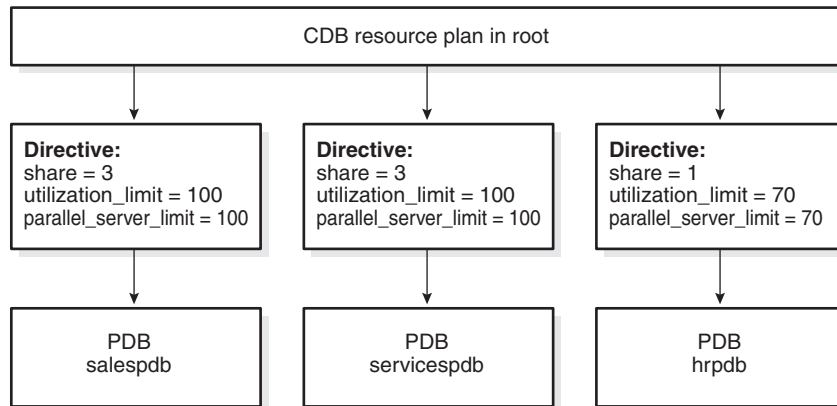 CDB resource plan in root
Directive:
share = 3
utilization_limit = 100
parallel_server_limit = 100
Directive:
share = 3
utilization_limit = 100
parallel_server_limit = 100
Directive:
share = 1
utilization_limit = 70
parallel_server_limit = 70
PDB
salespdb
PDB
servicespdb
PDB
hrpdb